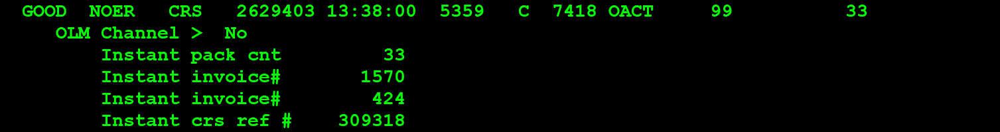 GOOD  NOER   CRS   2629403 13:38:00  5359   C  7418 OACT     99          33
OLM Channel >  No
Instant pack cnt         33
Instant invoice#       1570
Instant invoice#        424
Instant crs ref #    309318